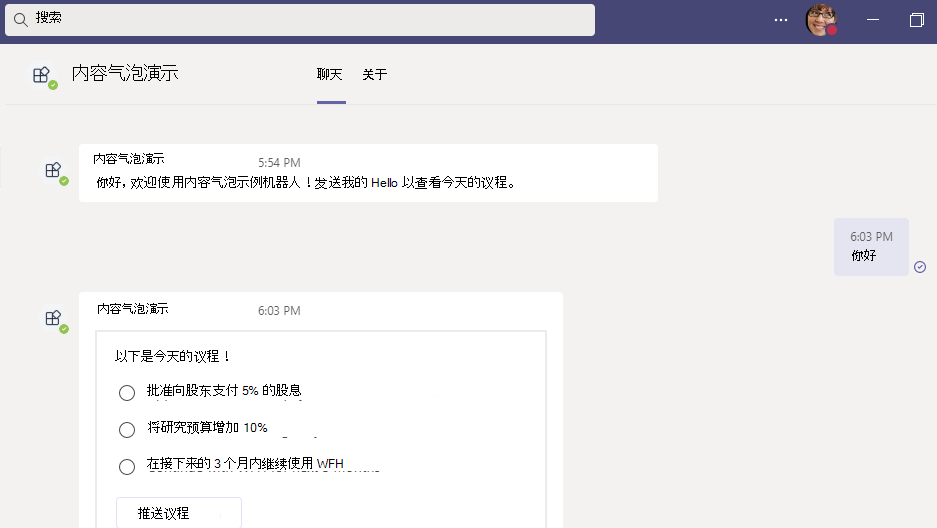 搜索
内容气泡演示
聊天 关于
内容气泡演示 5:54 PM
你好，欢迎使用内容气泡示例机器人！发送我的 Hello 以查看今天的议程。
6:03 PM
你好
内容气泡演示 6:03 PM
以下是今天的议程！
批准向股东支付 5% 的股息
将研究预算增加 10%
在接下来的 3 个月内继续使用 WFH
推送议程